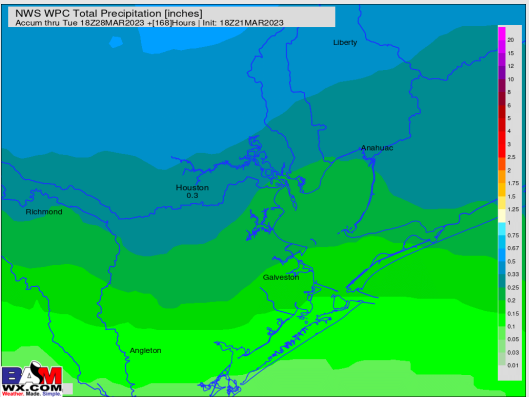 NWS WPC Total Precipitation [inches]
Accum thru Tue 18Z28MAR2023 +[168]Hours | Init: 18Z21MAR2023
Liberty
Anahuac
Houston
0.3
Richmond
Galveston
Angleton
20
15
12
10
8
6
5
4
3
2.5
2
1.75
1.5
1.25
1
0.75
0.67
0.5
0.33
0.25
0.2
0.15
0.1
0.05
0.03
0.01
BAM
WX.COM
Weather. Made. Simple.